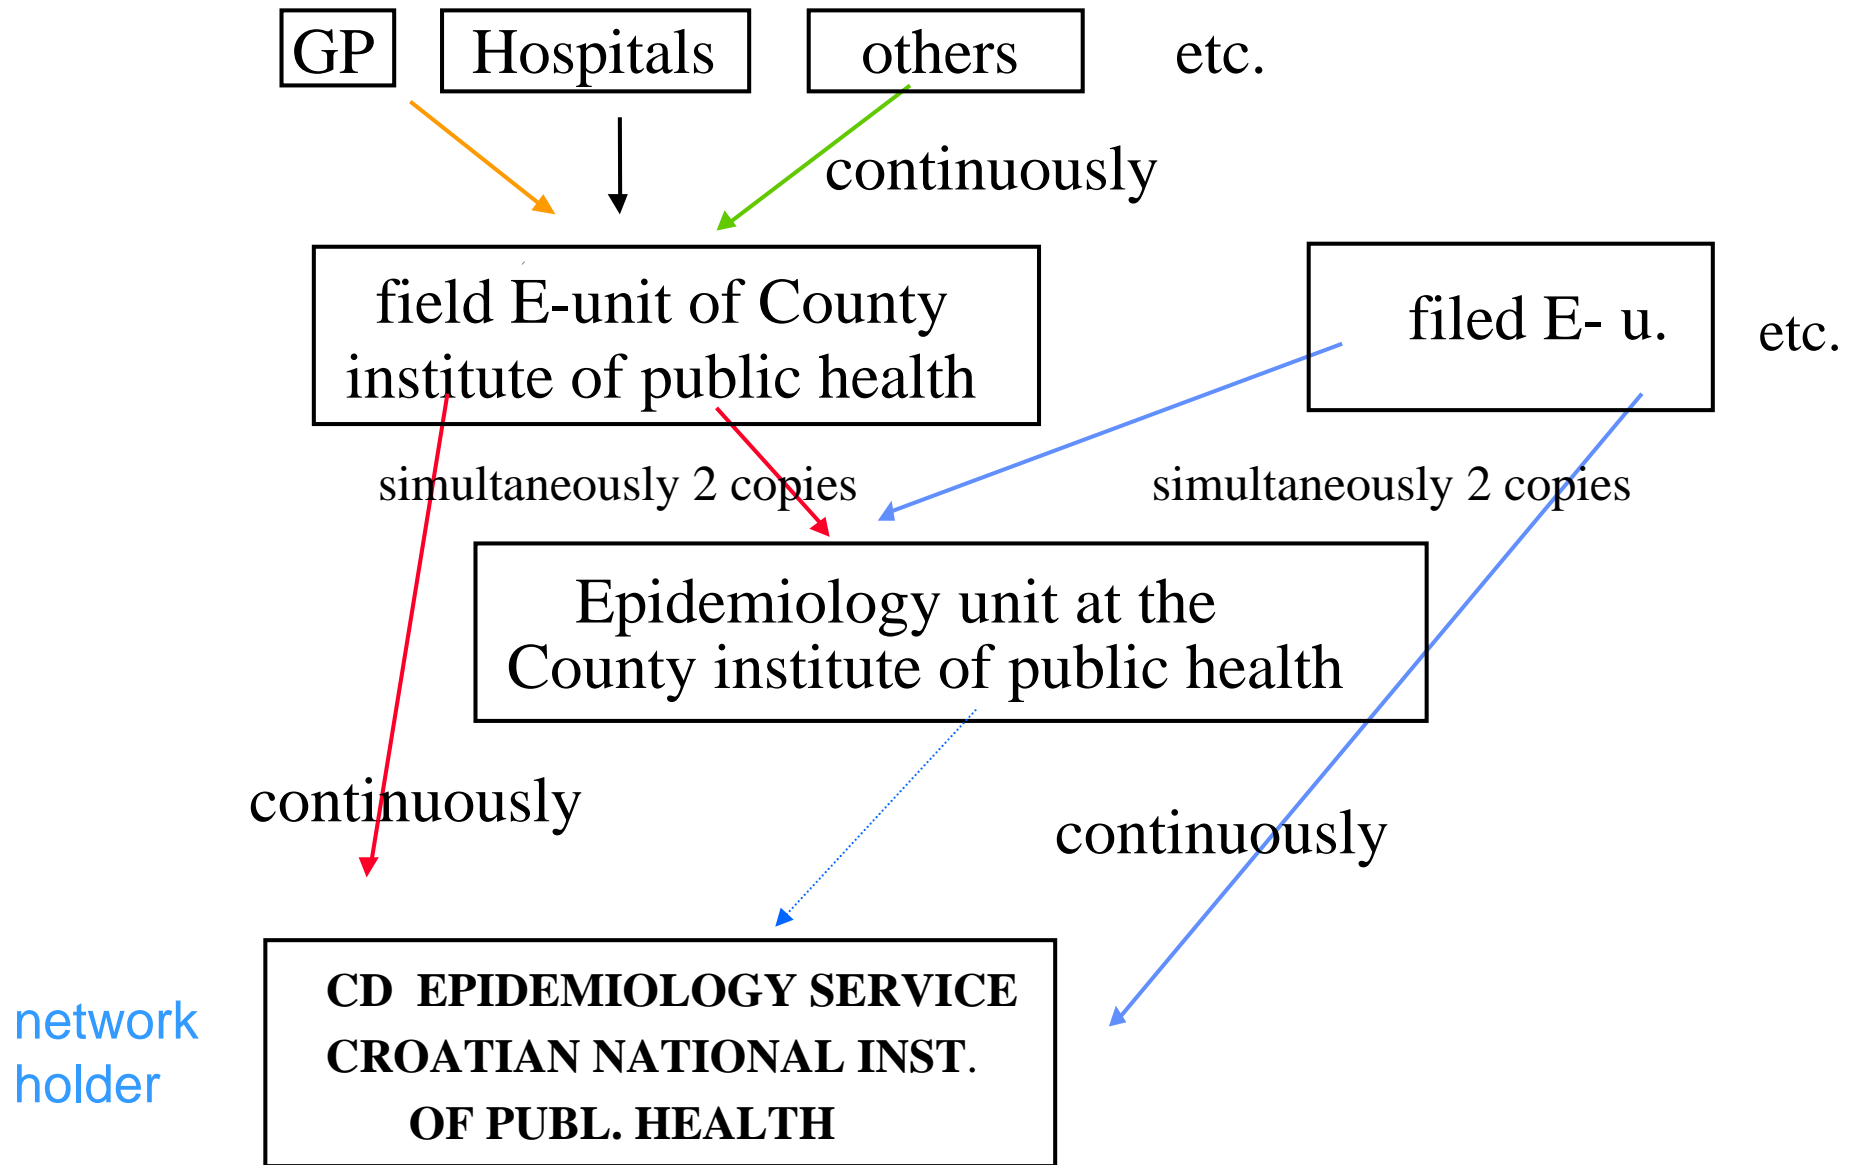 GP
Hospitals
others
etc.
continuously
field E-unit of County
institute of public health
filed E- u.
etc.
simultaneously 2 copies
simultaneously 2 copies
Epidemiology unit at the
County institute of public health
continuously
continuously
network
holder
CD EPIDEMIOLOGY SERVICE
CROATIAN NATIONAL INST.
OF PUBL. HEALTH